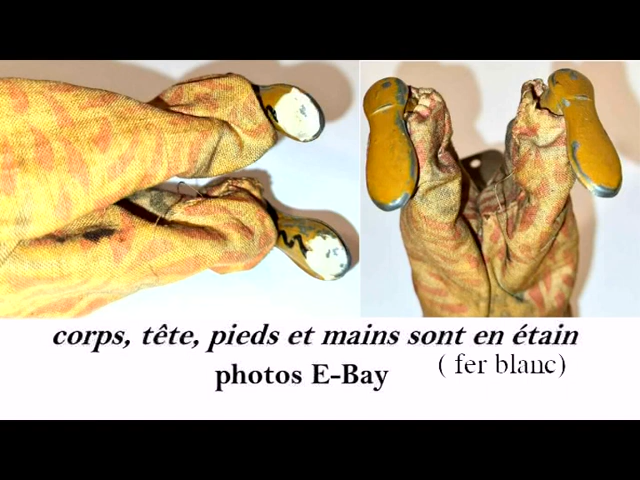 corps, tête, pieds et mains sont en étain
photos E-Bay
( fer blanc)